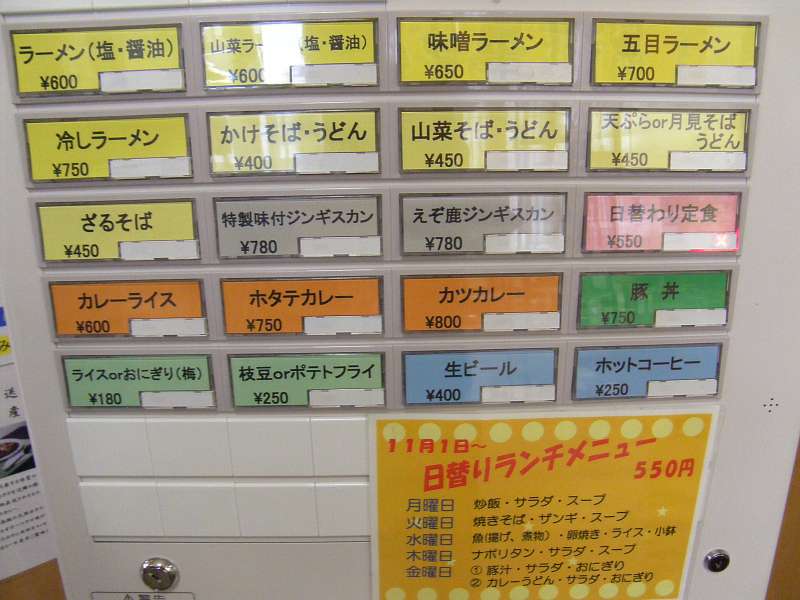 ラーメン(塩・醤油)
¥600
山菜ラー (塩・醤油)
¥600
味噌ラーメン
¥650
五目ラーメン
¥700
冷しラーメン
¥750
かけそば・うどん
¥400
山菜そば・うどん
¥450
天ぷらor月見そば
うどん
¥450
ざるそば
¥450
特製味付ジンギスカン
¥780
えぞ鹿ジンギスカン
¥780
日替わり定食
¥550
カレーライス
¥600
ホタテカレー
¥750
カツカレー
¥800
豚丼
¥750
ライスorおにぎり(梅)
¥180
枝豆orポテトフライ
¥250
生ビール
¥400
ホットコーヒー
¥250
11月1日～
日替りランチメニュー
550円
月曜日 炒飯・サラダ・スープ
火曜日 焼きそば・ザンギ・スープ
水曜日 魚(揚げ、煮物)・卵焼き・ライス・小鉢
木曜日 ナポリタン・サラダ・スープ
金曜日 ① 豚汁・サラダ・おにぎり
② カレーうどん・サラダ・おにぎり
み
送
産